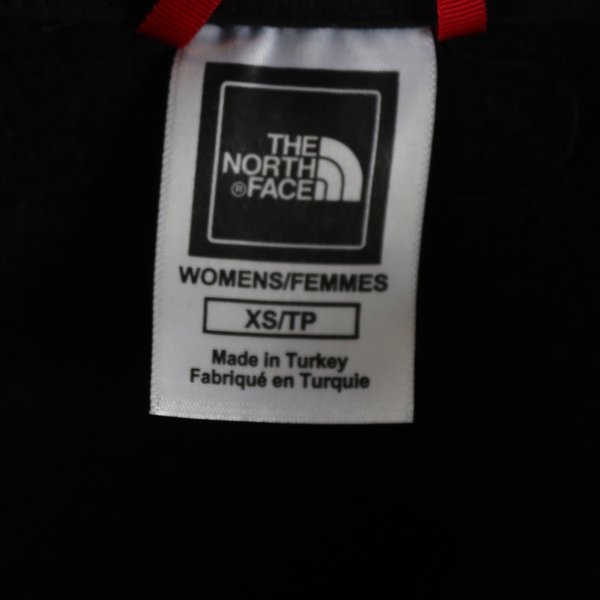 THE
NORTH
®FACE
WOMENS/FEMMES
XS/TP
Made in Turkey
Fabriqué en Turquie